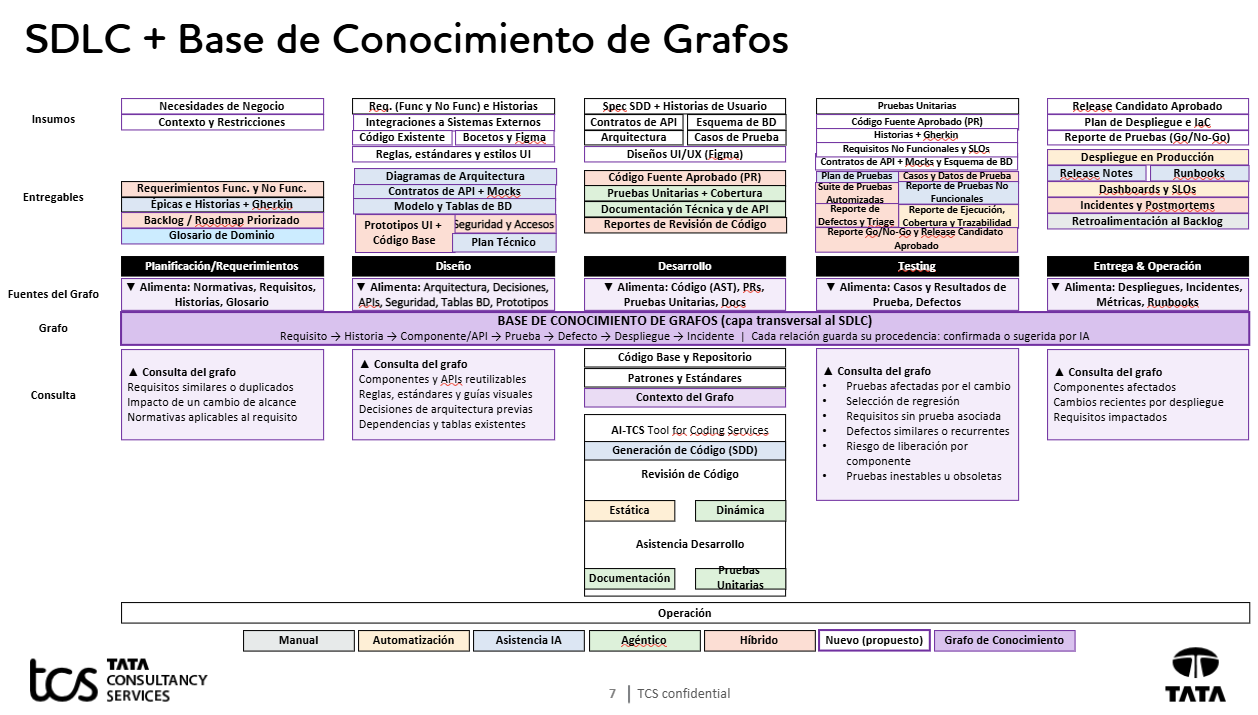 SDLC + Base de Conocimiento de Grafos
Insumos
Necesidades de Negocio
Contexto y Restricciones
Req. (Func y No Func) e Historias
Integraciones a Sistemas Externos
Código Existente
Bocetos y Figma
Reglas, estándares y estilos UI
Spec SDD + Historias de Usuario
Contratos de API
Esquema de BD
Arquitectura
Casos de Prueba
Diseños UI/UX (Figma)
Pruebas Unitarias
Código Fuente Aprobado (PR)
Historias + Gherkin
Requisitos No Funcionales y SLOs
Contratos de API + Mocks y Esquema de BD
Release Candidato Aprobado
Plan de Despliegue e IaC
Reporte de Pruebas (Go/No-Go)
Entregables
Requerimientos Func. y No Func.
Épicas e Historias + Gherkin
Backlog / Roadmap Priorizado
Glosario de Dominio
Diagramas de Arquitectura
Contratos de API + Mocks
Modelo y Tablas de BD
Prototipos UI +
Código Base
Seguridad y Accesos
Plan Técnico
Código Fuente Aprobado (PR)
Pruebas Unitarias + Cobertura
Documentación Técnica y de API
Reportes de Revisión de Código
Plan de Pruebas
Casos y Datos de Prueba
Suite de Pruebas
Automizadas
Reporte de Pruebas No
Funcionales
Reporte de
Defectos y Triage
Reporte de Ejecución,
Cobertura y Trazabilidad
Reporte Go/No-Go y Release Candidato
Aprobado
Despliegue en Producción
Release Notes
Runbooks
Dashboards y SLOs
Incidentes y Postmortems
Retroalimentación al Backlog
Planificación/Requerimientos
Diseño
Desarrollo
Testing
Entrega & Operación
Fuentes del Grafo
▼ Alimenta: Normativas, Requisitos,
Historias, Glosario
▼ Alimenta: Arquitectura, Decisiones,
APIs, Seguridad, Tablas BD, Prototipos
▼ Alimenta: Código (AST), PRs,
Pruebas Unitarias, Docs
▼ Alimenta: Casos y Resultados de
Prueba, Defectos
▼ Alimenta: Despliegues, Incidentes,
Métricas, Runbooks
Grafo
BASE DE CONOCIMIENTO DE GRAFOS (capa transversal al SDLC)
Requisito → Historia → Componente/API → Prueba → Defecto → Despliegue → Incidente | Cada relación guarda su procedencia: confirmada o sugerida por IA
Consulta
▲ Consulta del grafo
Requisitos similares o duplicados
Impacto de un cambio de alcance
Normativas aplicables al requisito
▲ Consulta del grafo
Componentes y APIs reutilizables
Reglas, estándares y guías visuales
Decisiones de arquitectura previas
Dependencias y tablas existentes
Código Base y Repositorio
Patrones y Estándares
Contexto del Grafo
AI-TCS Tool for Coding Services
Generación de Código (SDD)
Revisión de Código
Estática
Dinámica
Asistencia Desarrollo
Documentación
Pruebas
Unitarias
▲ Consulta del grafo
• Pruebas afectadas por el cambio
• Selección de regresión
• Requisitos sin prueba asociada
• Defectos similares o recurrentes
• Riesgo de liberación por
componente
• Pruebas inestables u obsoletas
▲ Consulta del grafo
Componentes afectados
Cambios recientes por despliegue
Requisitos impactados
Operación
Manual
Automatización
Asistencia IA
Agéntico
Híbrido
Nuevo (propuesto)
Grafo de Conocimiento
tcs TATA
CONSULTANCY
SERVICES
7 | TCS confidential
TATA